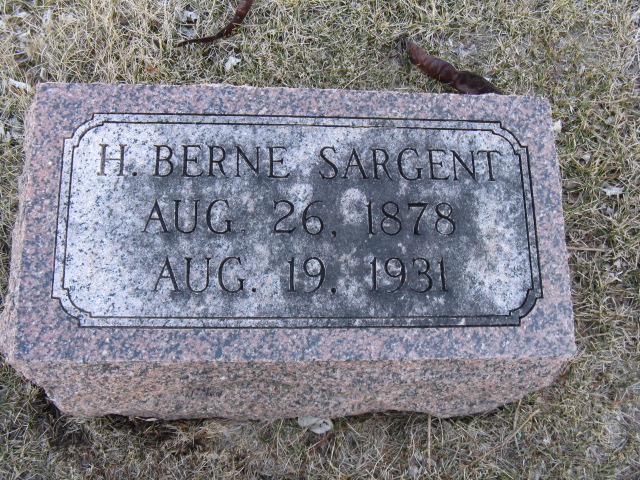 H. BERNE SARGENT
AUG. 26, 1878
AUG. 19, 1931